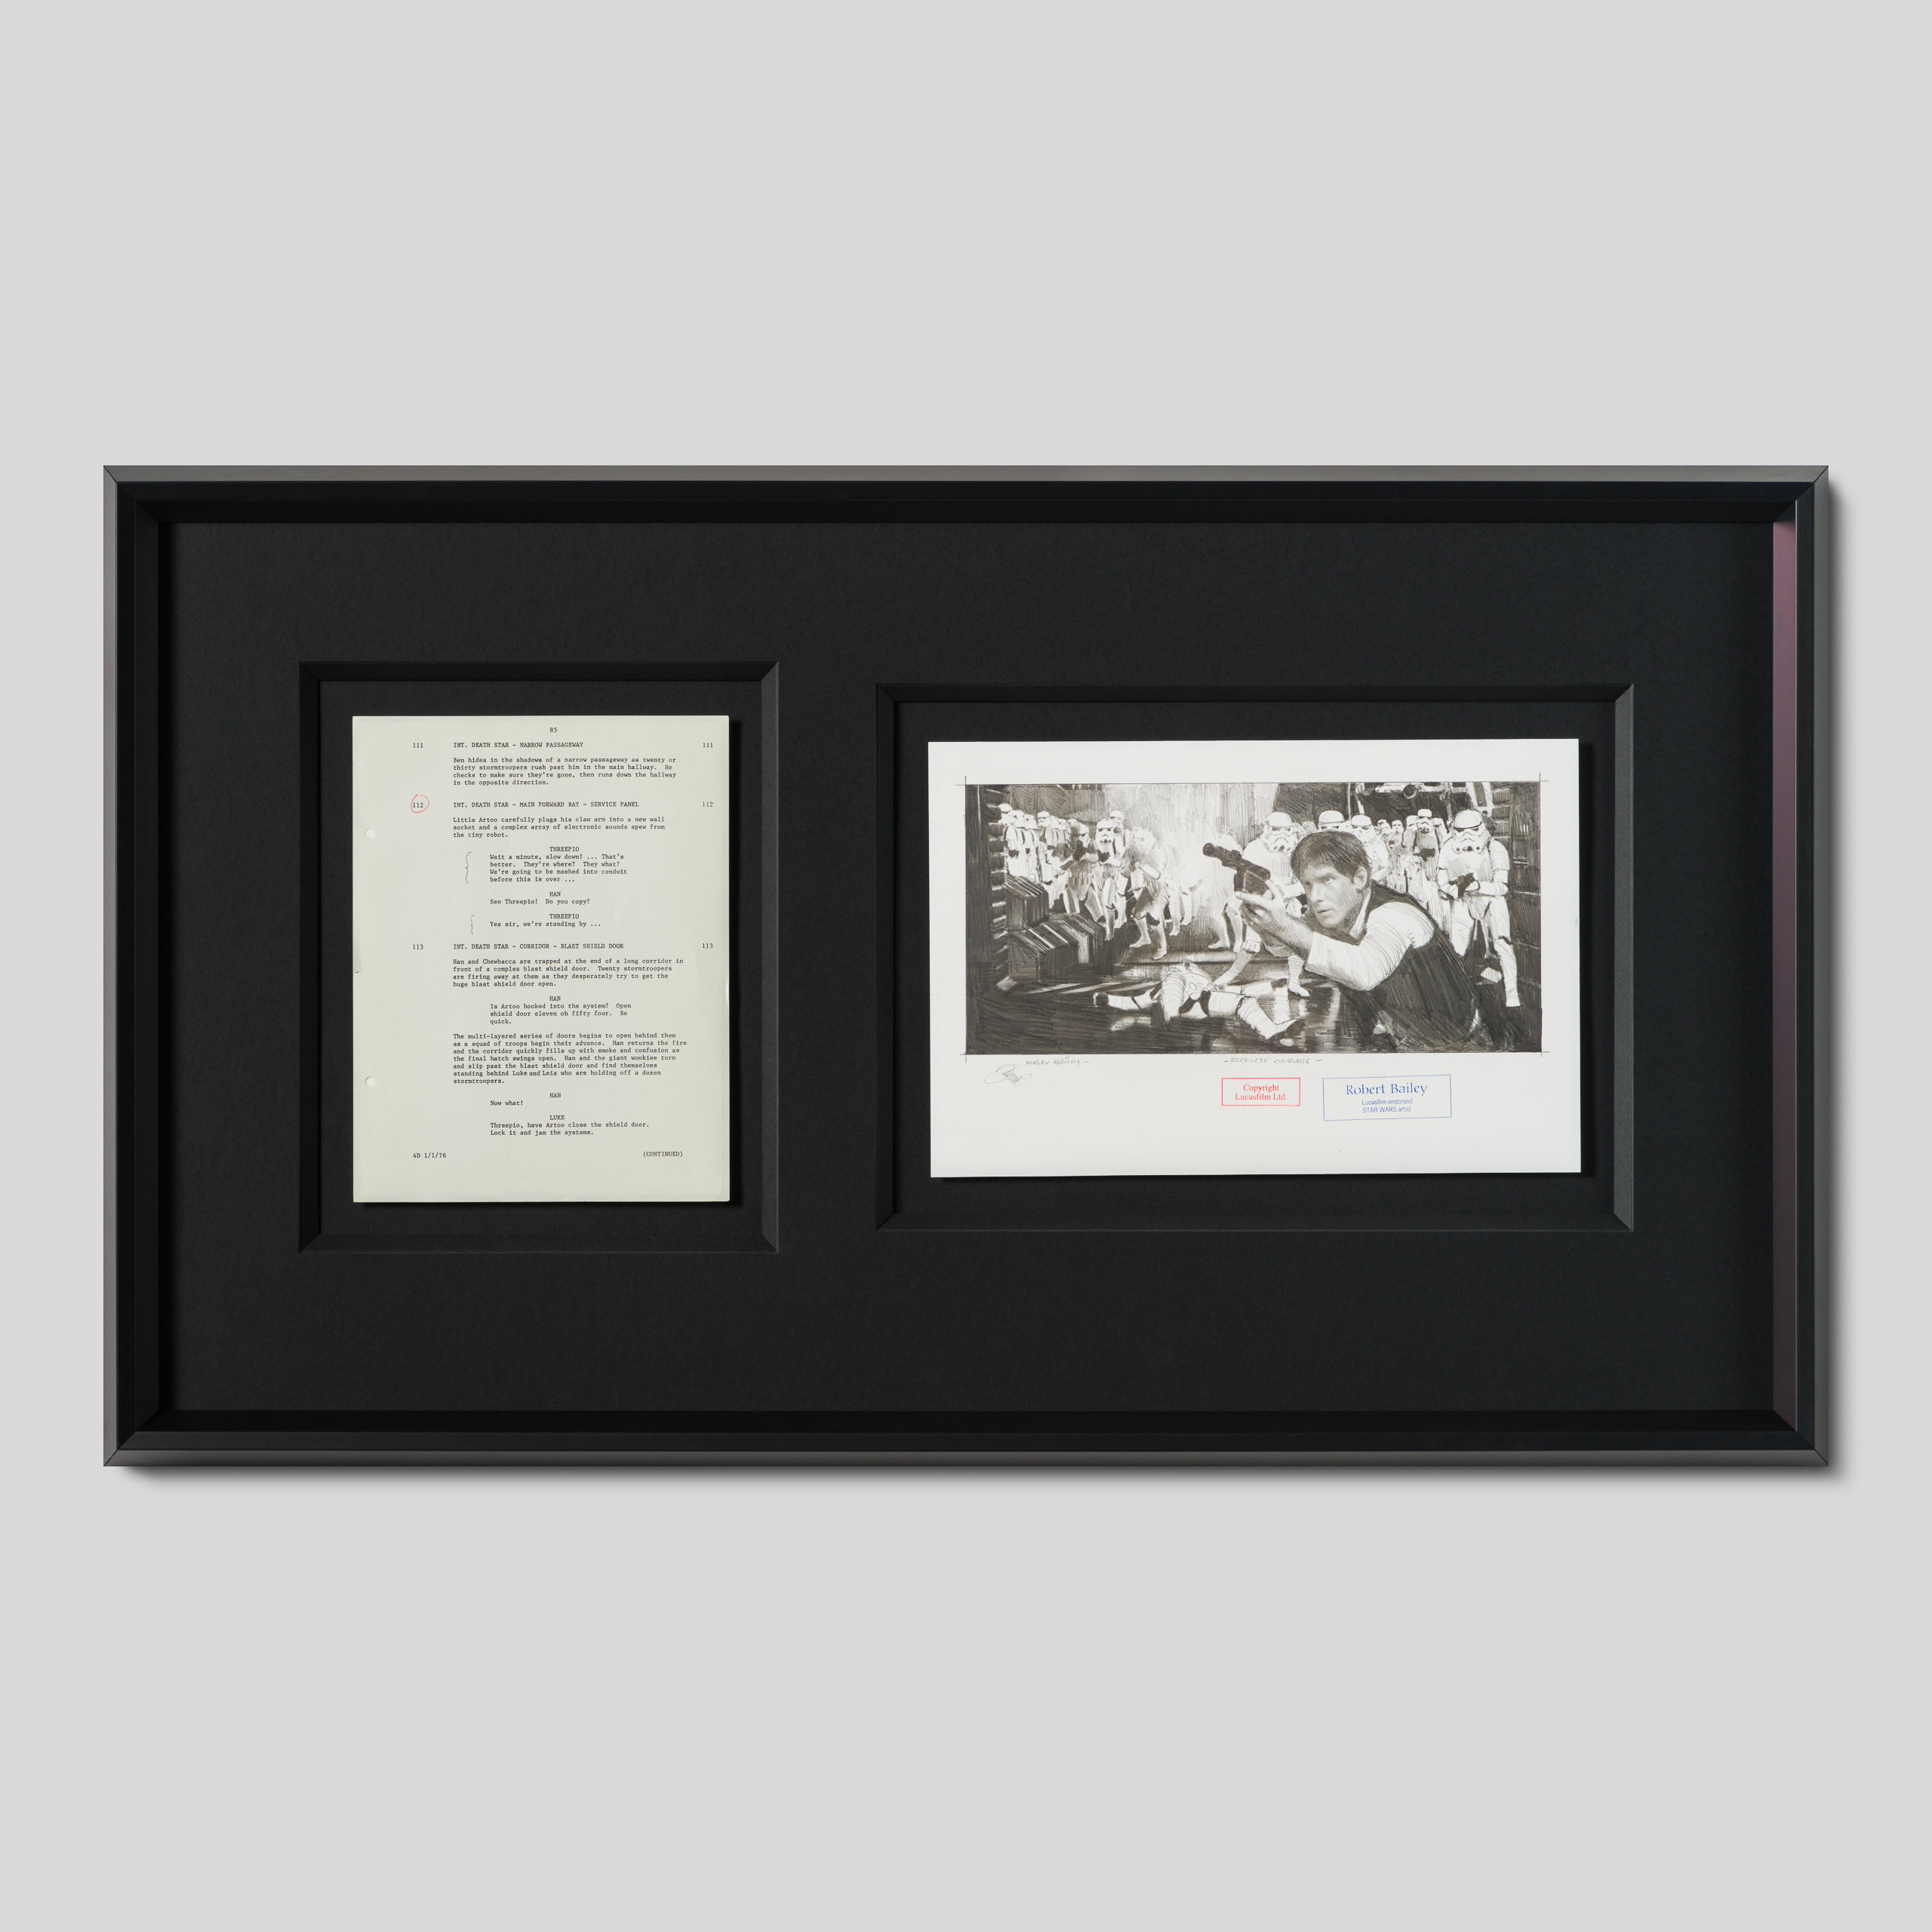 85
111 INT. DEATH STAR - NARROW PASSAGEWAY 111
Ben hides in the shadows of a narrow passageway as twenty or
thirty stormtroopers rush past him in the main hallway. He
checks to make sure they're gone, then runs down the hallway
in the opposite direction.
112 INT. DEATH STAR - MAIN FORWARD BAY - SERVICE PANEL 112
Little Artoo carefully plugs his claw arm into a new wall
socket and a complex array of electronic sounds spew from
the tiny robot.
THREEPIO
Wait a minute, slow down! ... That's
better. They're where? They what?
We're going to be mashed into conduit
before this is over ...
HAN
See Threepio! Do you copy?
THREEPIO
Yes sir, we're standing by ...
113 INT. DEATH STAR - CORRIDOR - BLAST SHIELD DOOR 113
Han and Chewbacca are trapped at the end of a long corridor in
front of a complex blast shield door. Twenty stormtroopers
are firing away at them as they desperately try to get the
huge blast shield door open.
HAN
Is Artoo hooked into the system? Open
shield door eleven oh fifty four. Be
quick.
The multi-layered series of doors begins to open behind them
as a squad of troops begin their advance. Han returns the fire
and the corridor quickly fills up with smoke and confusion as
the final hatch swings open. Han and the giant wookiee turn
and slip past the blast shield door and find themselves
standing behind Luke and Leia who are holding off a dozen
stormtroopers.
HAN
Now what!
LUKE
Threepio, have Artoo close the shield door.
Lock it and jam the systems.
4D 1/1/76 (CONTINUED)
- RECKLESS COURAGE -
Copyright
Lucasfilm Ltd.
Robert Bailey
Lucasfilm endorsed
STAR WARS artist